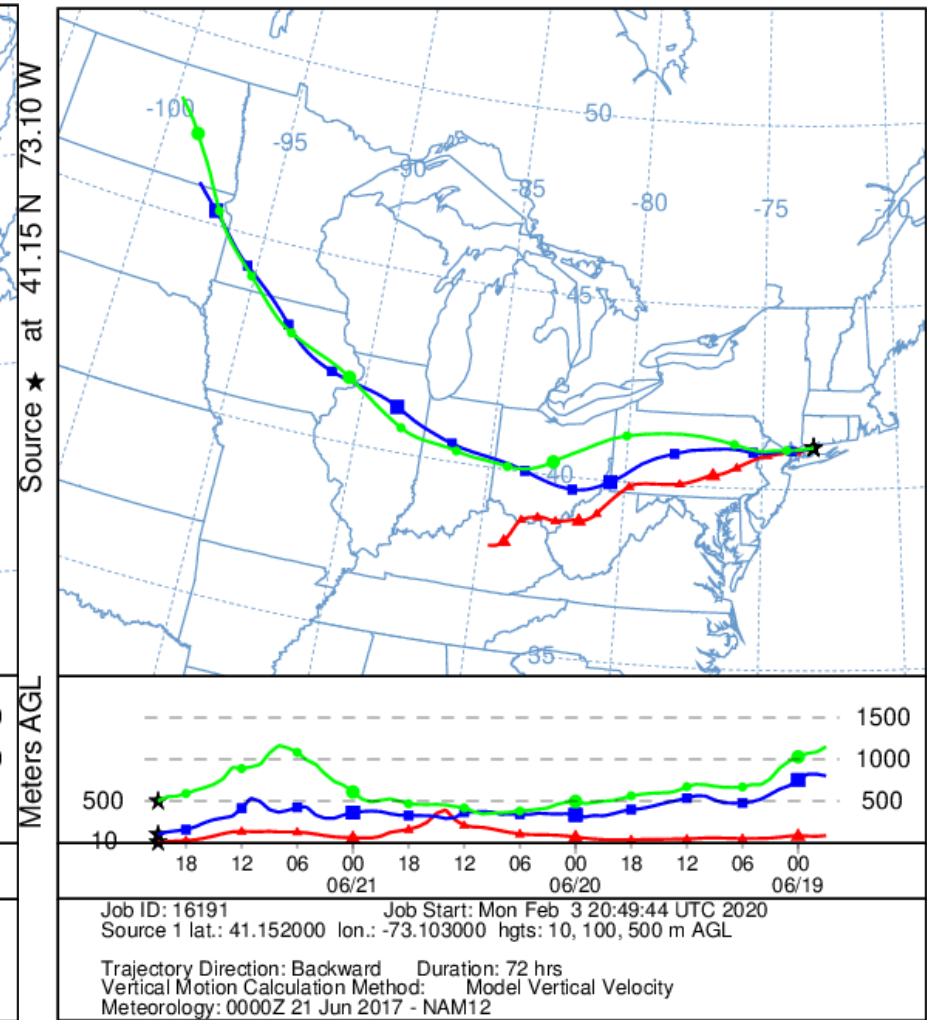 Source ★ at 41.15 N 73.10 W
-100
-95
-90
-85
-80
-75
-70
50
45
40
35
Meters AGL
1500
1000
500
500
10
18 12 06 00 18 12 06 00 18 12 06 00
06/21 06/20 06/19
Job ID: 16191 Job Start: Mon Feb 3 20:49:44 UTC 2020
Source 1 lat.: 41.152000 lon.: -73.103000 hgts: 10, 100, 500 m AGL
Trajectory Direction: Backward Duration: 72 hrs
Vertical Motion Calculation Method: Model Vertical Velocity
Meteorology: 0000Z 21 Jun 2017 - NAM12